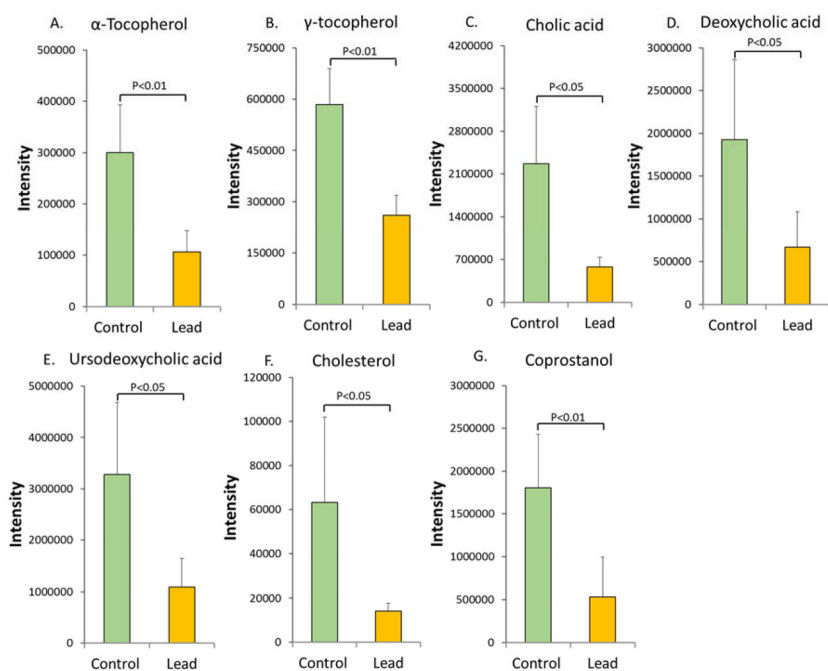 A. α-Tocopherol
Intensity
500000
400000
300000
200000
100000
0
P<0.01
Control Lead
B. γ-tocopherol
Intensity
750000
600000
450000
300000
150000
0
P<0.01
Control Lead
C. Cholic acid
Intensity
4200000
3500000
2800000
2100000
1400000
700000
0
P<0.05
Control Lead
D. Deoxycholic acid
Intensity
3000000
2500000
2000000
1500000
1000000
500000
0
P<0.05
Control Lead
E. Ursodeoxycholic acid
Intensity
5000000
4000000
3000000
2000000
1000000
0
P<0.05
Control Lead
F. Cholesterol
Intensity
120000
100000
80000
60000
40000
20000
0
P<0.05
Control Lead
G. Coprostanol
Intensity
3000000
2500000
2000000
1500000
1000000
500000
0
P<0.01
Control Lead